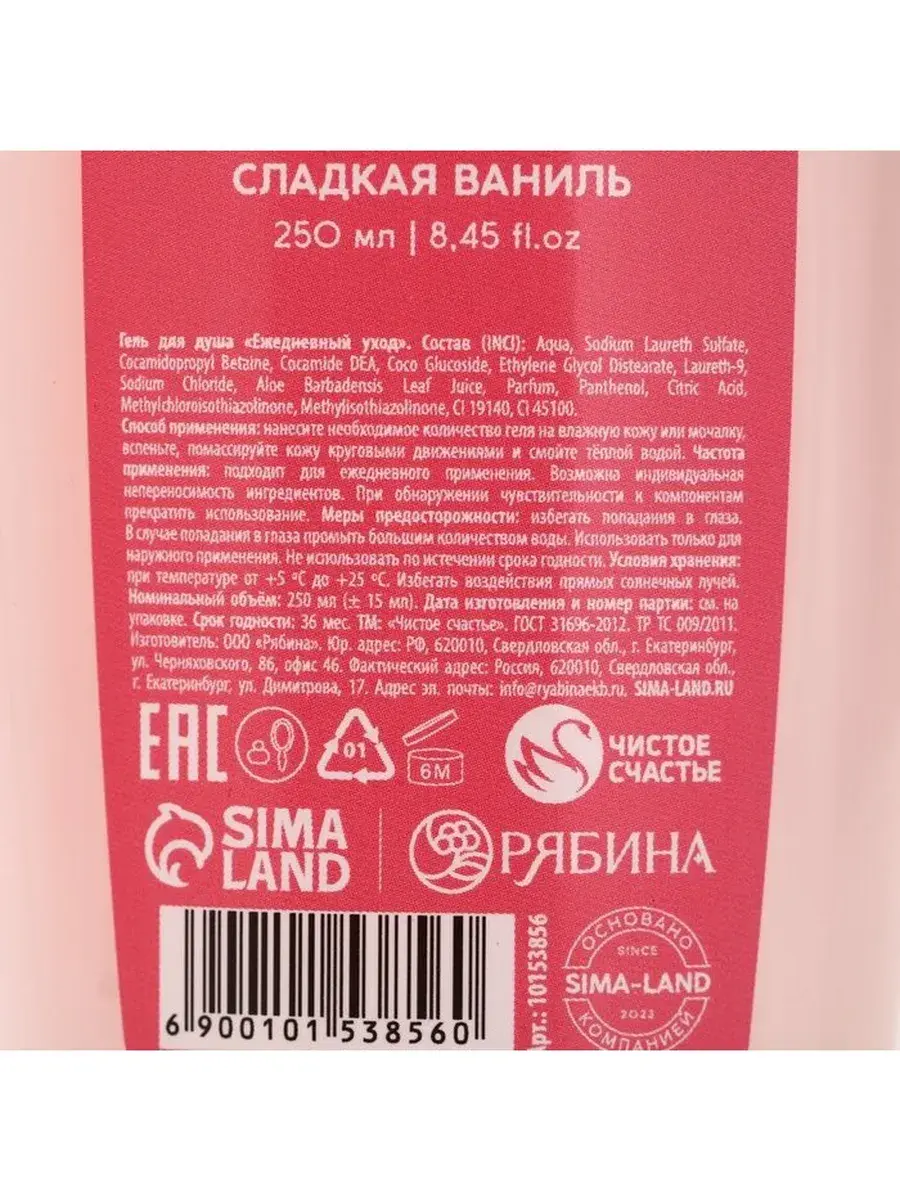 СЛАДКАЯ ВАНИЛЬ
250 мл | 8,45 fl.oz
Гель для душа «Ежедневный уход». Состав (INCI): Aqua, Sodium Laureth Sulfate,
Cocamidopropyl Betaine, Cocamide DEA, Coco Glucoside, Ethylene Glycol Distearate, Laureth-9,
Sodium Chloride, Aloe Barbadensis Leaf Juice, Parfum, Panthenol, Citric Acid,
Methylchloroisothiazolinone, Methylisothiazolinone, CI 19140, CI 45100.
Способ применения: нанесите необходимое количество геля на влажную кожу или мочалку,
вспеньте, помассируйте кожу круговыми движениями и смойте тёплой водой. Частота
применения: подходит для ежедневного применения. Возможна индивидуальная
непереносимость ингредиентов. При обнаружении чувствительности к компонентам
прекратить использование. Меры предосторожности: избегать попадания в глаза.
В случае попадания в глаза промыть большим количеством воды. Использовать только для
наружного применения. Не использовать по истечении срока годности. Условия хранения:
при температуре от +5 °C до +25 °C. Избегать воздействия прямых солнечных лучей.
Номинальный объём: 250 мл (± 15 мл). Дата изготовления и номер партии: см. на
упаковке. Срок годности: 36 мес. ТМ: «Чистое счастье». ГОСТ 31696-2012. ТР ТС 009/2011.
Изготовитель: ООО «Рябина». Юр. адрес: РФ, 620010, Свердловская обл., г. Екатеринбург,
ул. Черняховского, 86, офис 46. Фактический адрес: Россия, 620010, Свердловская обл.,
г. Екатеринбург, ул. Димитрова, 17. Адрес эл. почты: info@ryabinaekb.ru. SIMA-LAND.RU
EAC
01
6M
ЧИСТОЕ
СЧАСТЬЕ
SIMA
LAND
РЯБИНА
6 900101 538560
Арт.: 10153856
ОСНОВАНО
SINCE
SIMA-LAND
2022
КОМПАНИЕЙ